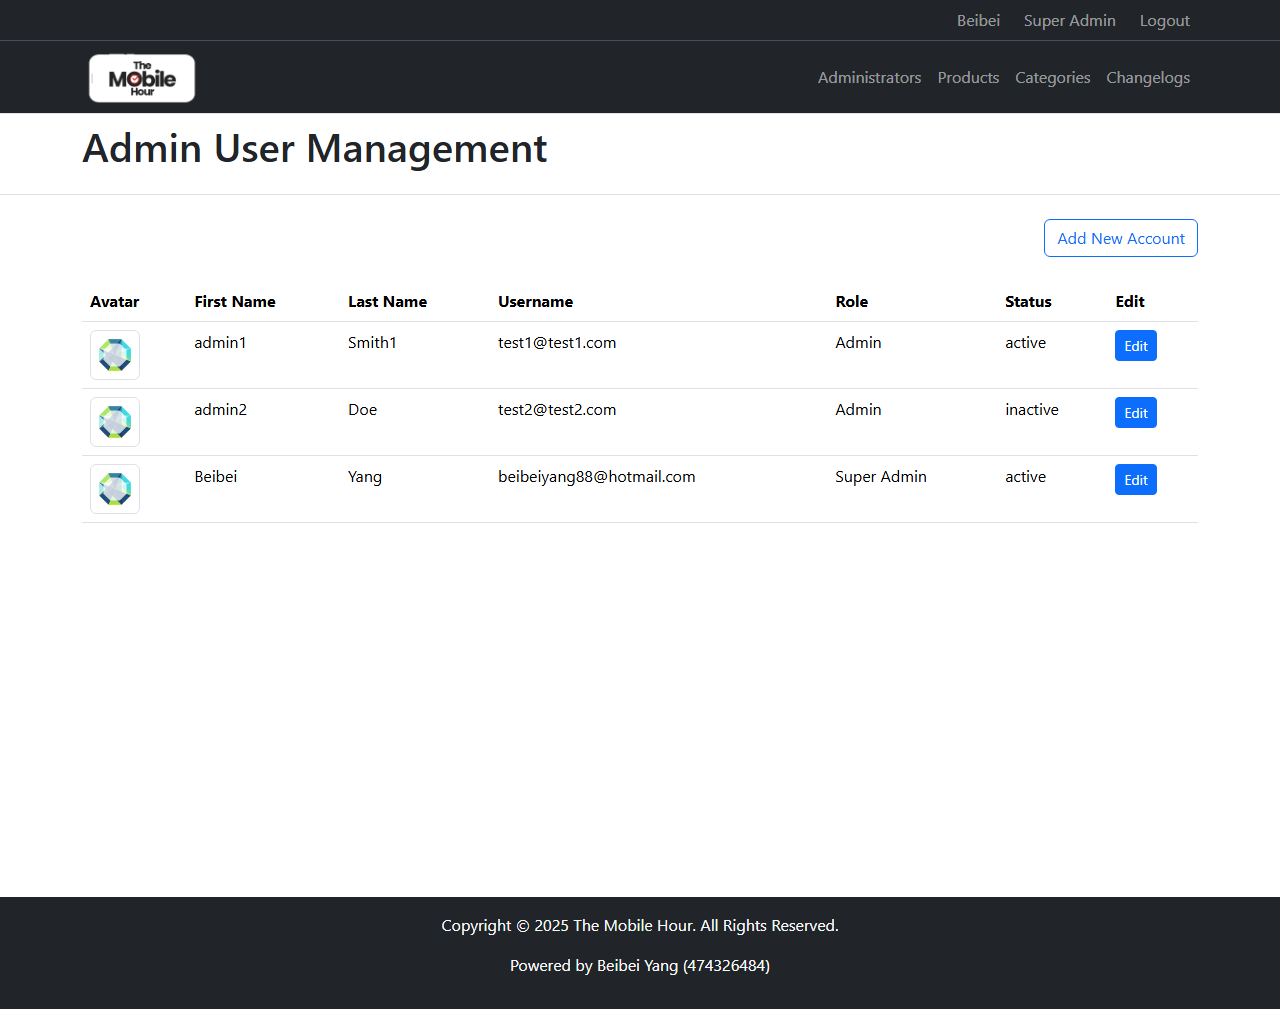 Beibei Super Admin Logout
The
MObile
Hour
Administrators Products Categories Changelogs
Admin User Management
Add New Account
Avatar First Name Last Name Username Role Status Edit
admin1 Smith1 test1@test1.com Admin active Edit
admin2 Doe test2@test2.com Admin inactive Edit
Beibei Yang beibeiyang88@hotmail.com Super Admin active Edit
Copyright © 2025 The Mobile Hour. All Rights Reserved.
Powered by Beibei Yang (474326484)